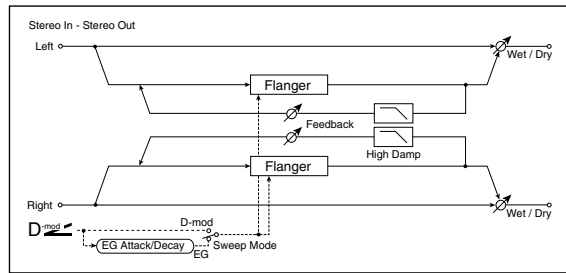 Stereo In - Stereo Out
Left
Wet / Dry
Flanger
Feedback
High Damp
Flanger
Right
Wet / Dry
D-mod
D-mod
EG Attack/Decay
EG
Sweep Mode